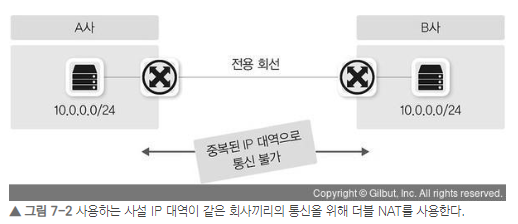 A사
B사
전용 회선
10.0.0.0/24
10.0.0.0/24
중복된 IP 대역으로
통신 불가
Copyright © Gilbut, Inc. All rights reserved.
▲ 그림 7-2 사용하는 사설 IP 대역이 같은 회사끼리의 통신을 위해 더블 NAT를 사용한다.